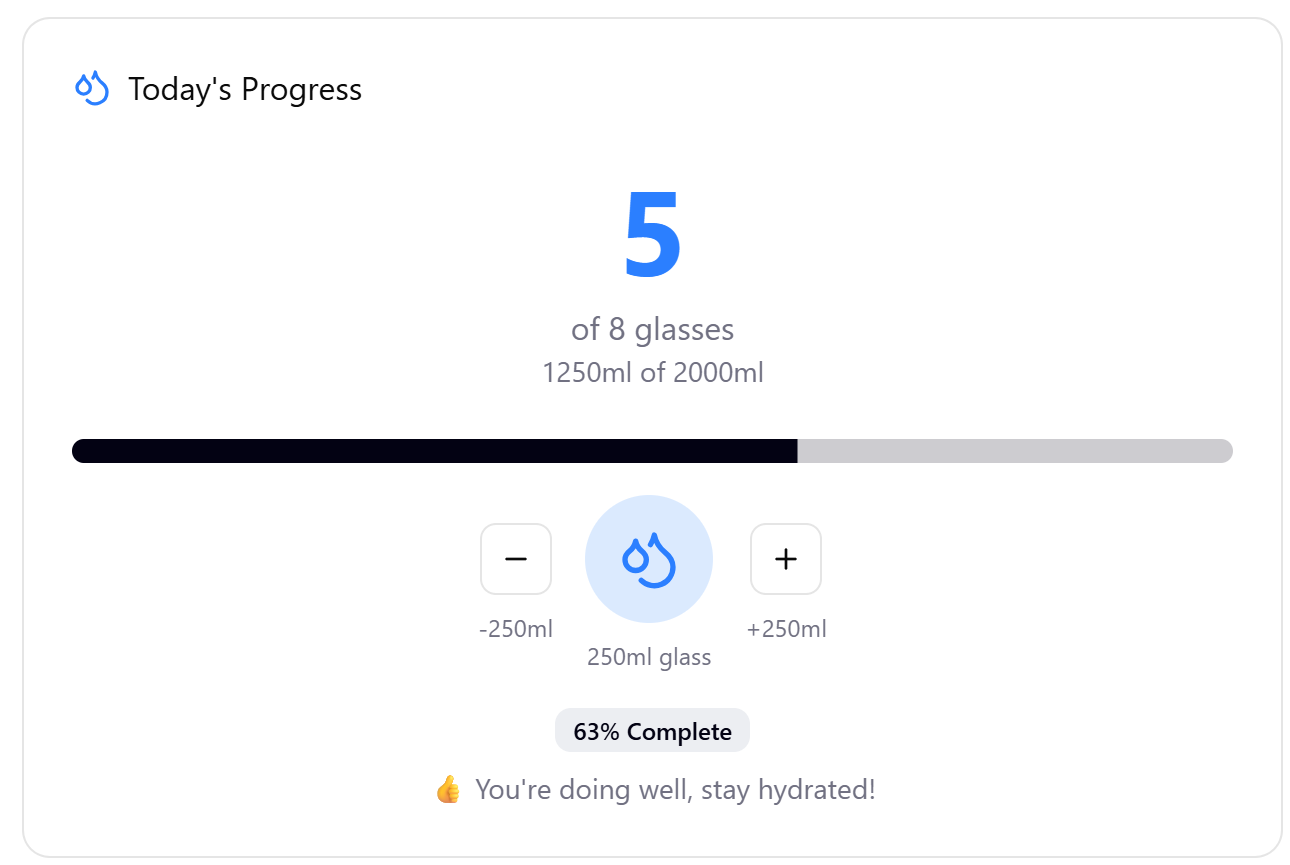 Today's Progress
5
of 8 glasses
1250ml of 2000ml
-250ml
250ml glass
+250ml
63% Complete
👍 You're doing well, stay hydrated!